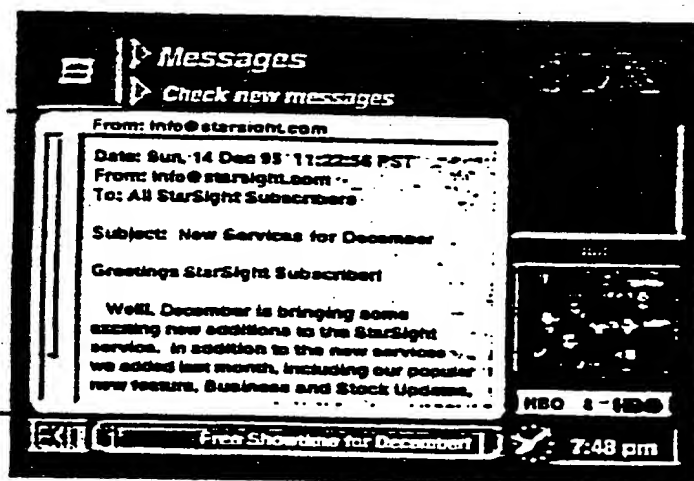 Messages
Check new messages
From: info@starsight.com
Date: Sun, 14 Dec 95 11:22:56 PST
From: info@starsight.com
To: All StarSight Subscribers
Subject: New Services for December
Greetings StarSight Subscriber!
Well, December is bringing some
exciting new additions to the StarSight
service. In addition to the new services
we added last month, including our popular
new feature, Business and Stock Updates,
HBO 2 - HBO
Free Showtime for December!
7:48 pm